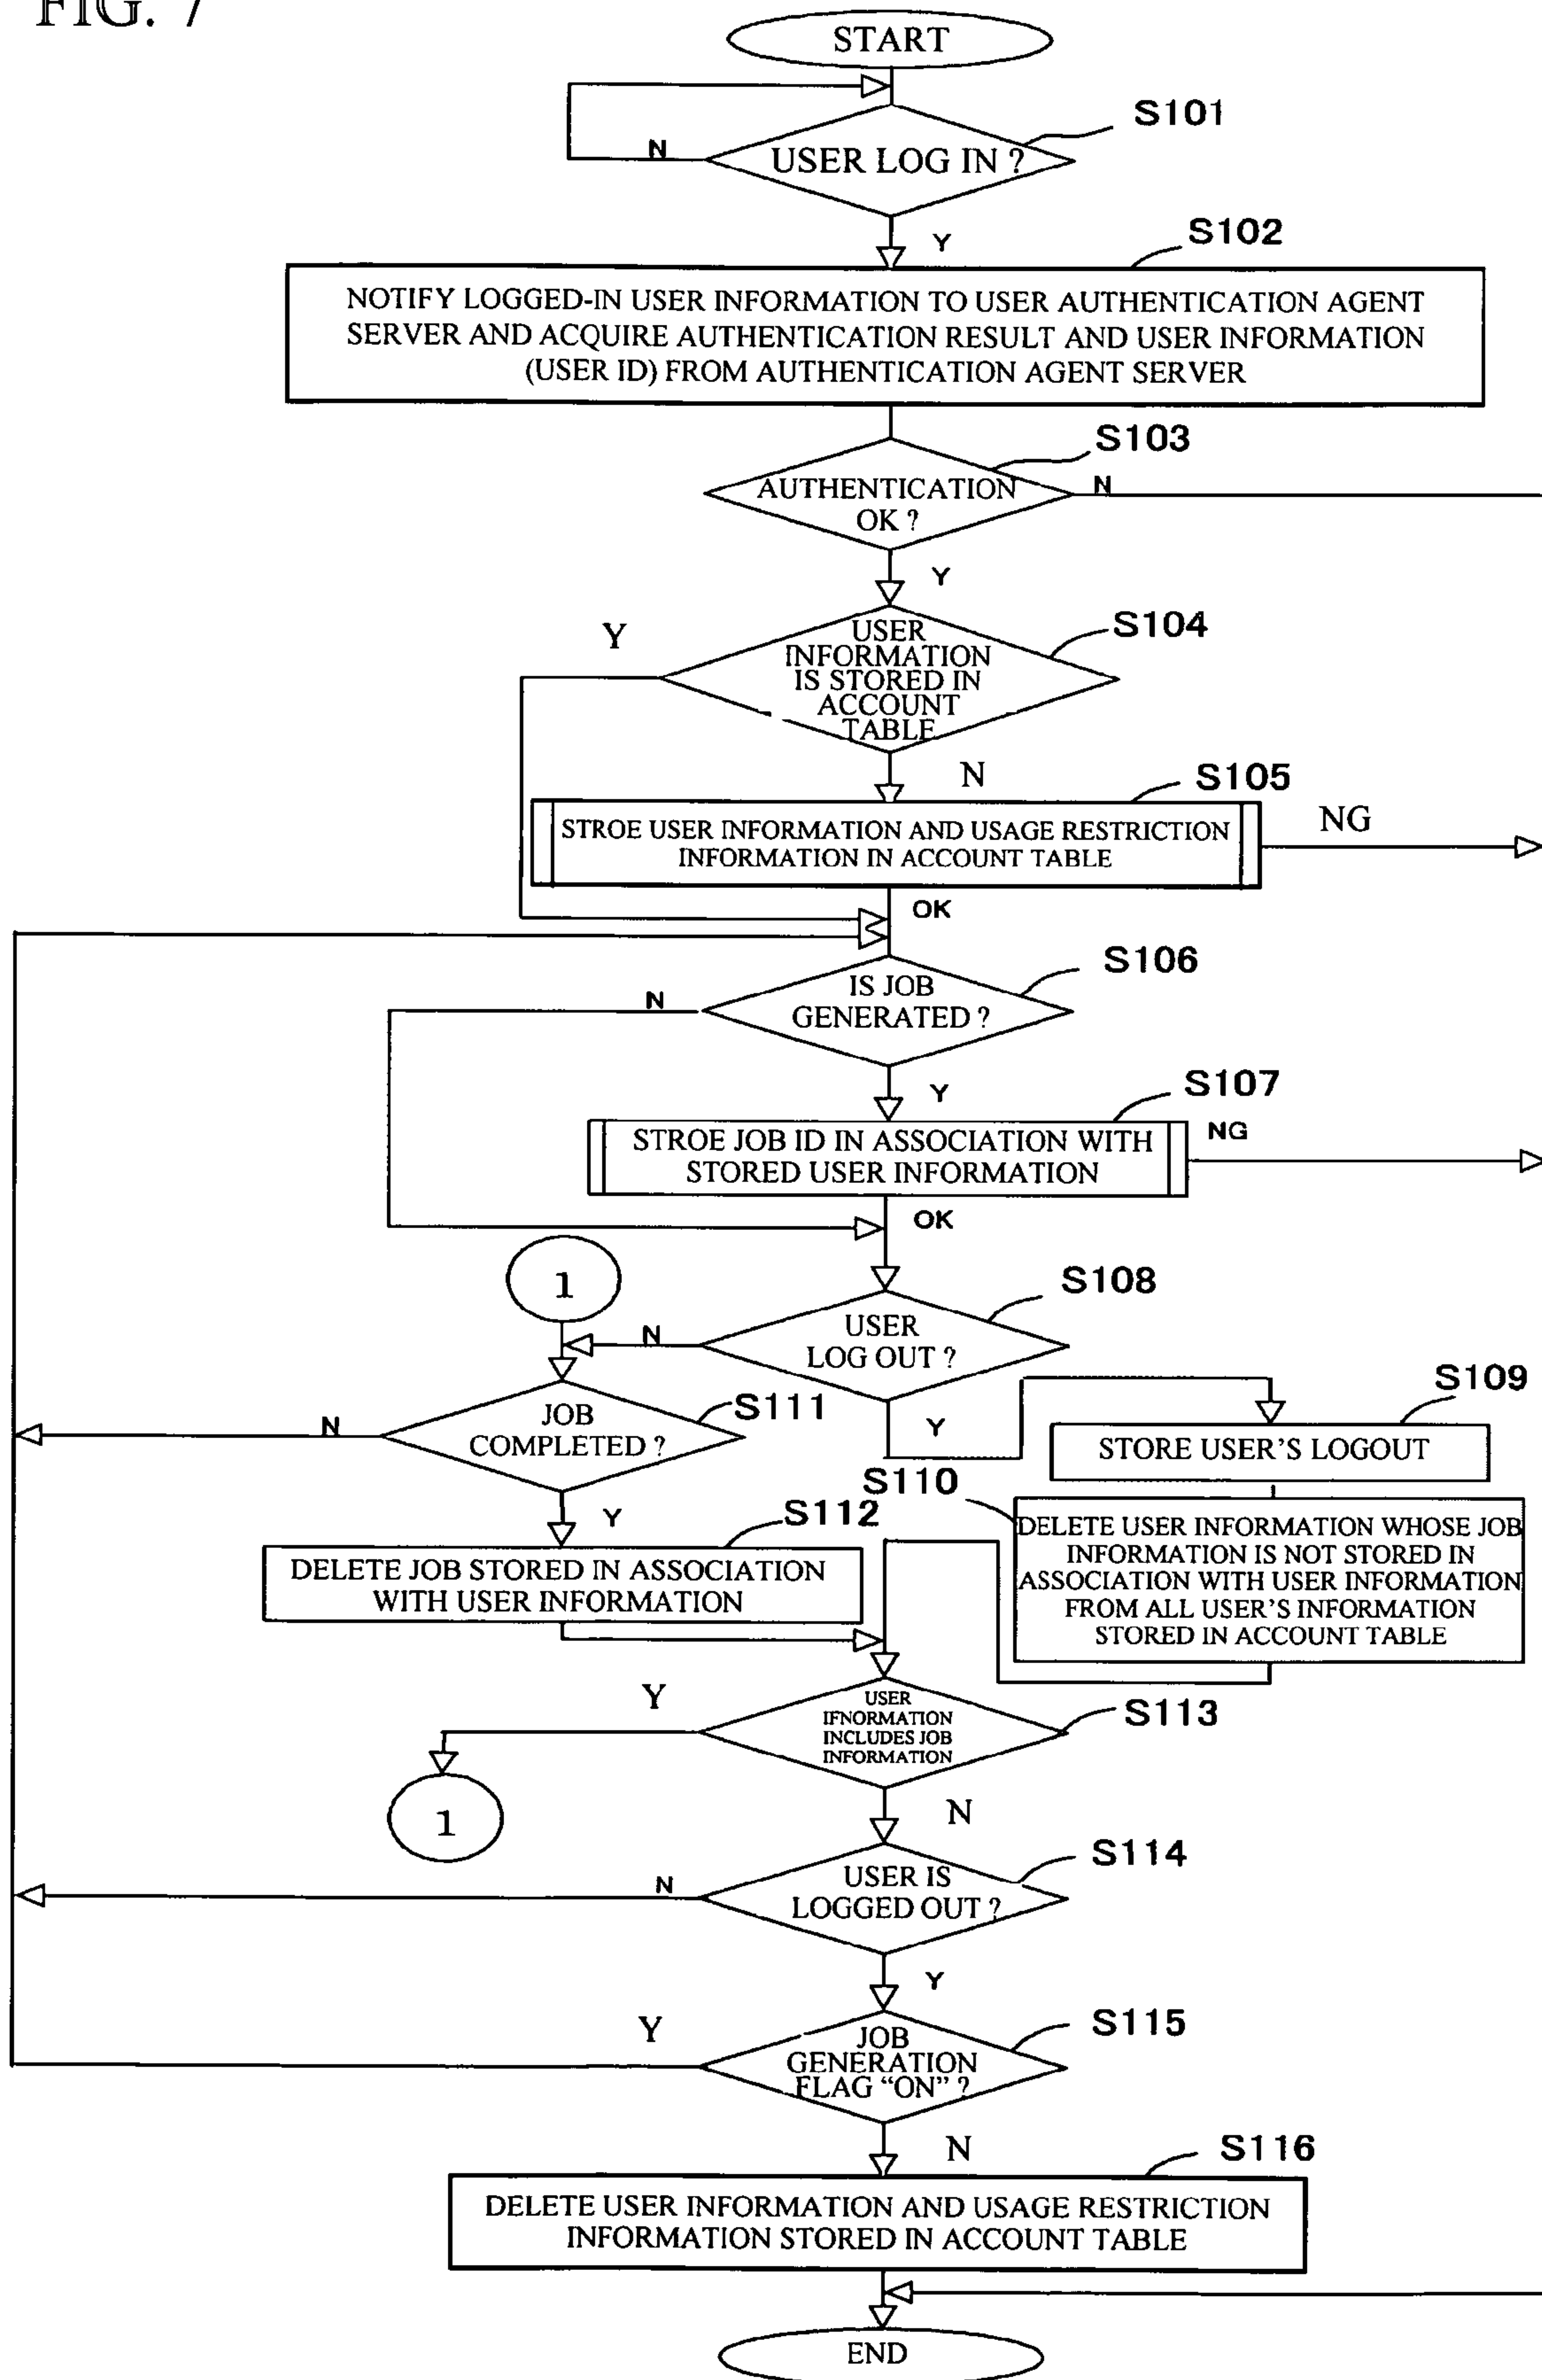 FIG. 7
START
S101
N
USER LOG IN ?
Y
S102
NOTIFY LOGGED-IN USER INFORMATION TO USER AUTHENTICATION AGENT
SERVER AND ACQUIRE AUTHENTICATION RESULT AND USER INFORMATION
(USER ID) FROM AUTHENTICATION AGENT SERVER
S103
AUTHENTICATION
OK ?
N
Y
S104
Y
USER
INFORMATION
IS STORED IN
ACCOUNT
TABLE
N
S105
STROE USER INFORMATION AND USAGE RESTRICTION
INFORMATION IN ACCOUNT TABLE
NG
OK
S106
N
IS JOB
GENERATED ?
Y
S107
STROE JOB ID IN ASSOCIATION WITH
STORED USER INFORMATION
NG
OK
1
S108
N
USER
LOG OUT ?
Y
S109
STORE USER'S LOGOUT
S111
N
JOB
COMPLETED ?
Y
S110
DELETE USER INFORMATION WHOSE JOB
INFORMATION IS NOT STORED IN
ASSOCIATION WITH USER INFORMATION
FROM ALL USER'S INFORMATION
STORED IN ACCOUNT TABLE
S112
DELETE JOB STORED IN ASSOCIATION
WITH USER INFORMATION
S113
Y
USER
IFNORMATION
INCLUDES JOB
INFORMATION
1
N
S114
N
USER IS
LOGGED OUT ?
Y
S115
Y
JOB
GENERATION
FLAG “ON” ?
N
S116
DELETE USER INFORMATION AND USAGE RESTRICTION
INFORMATION STORED IN ACCOUNT TABLE
END